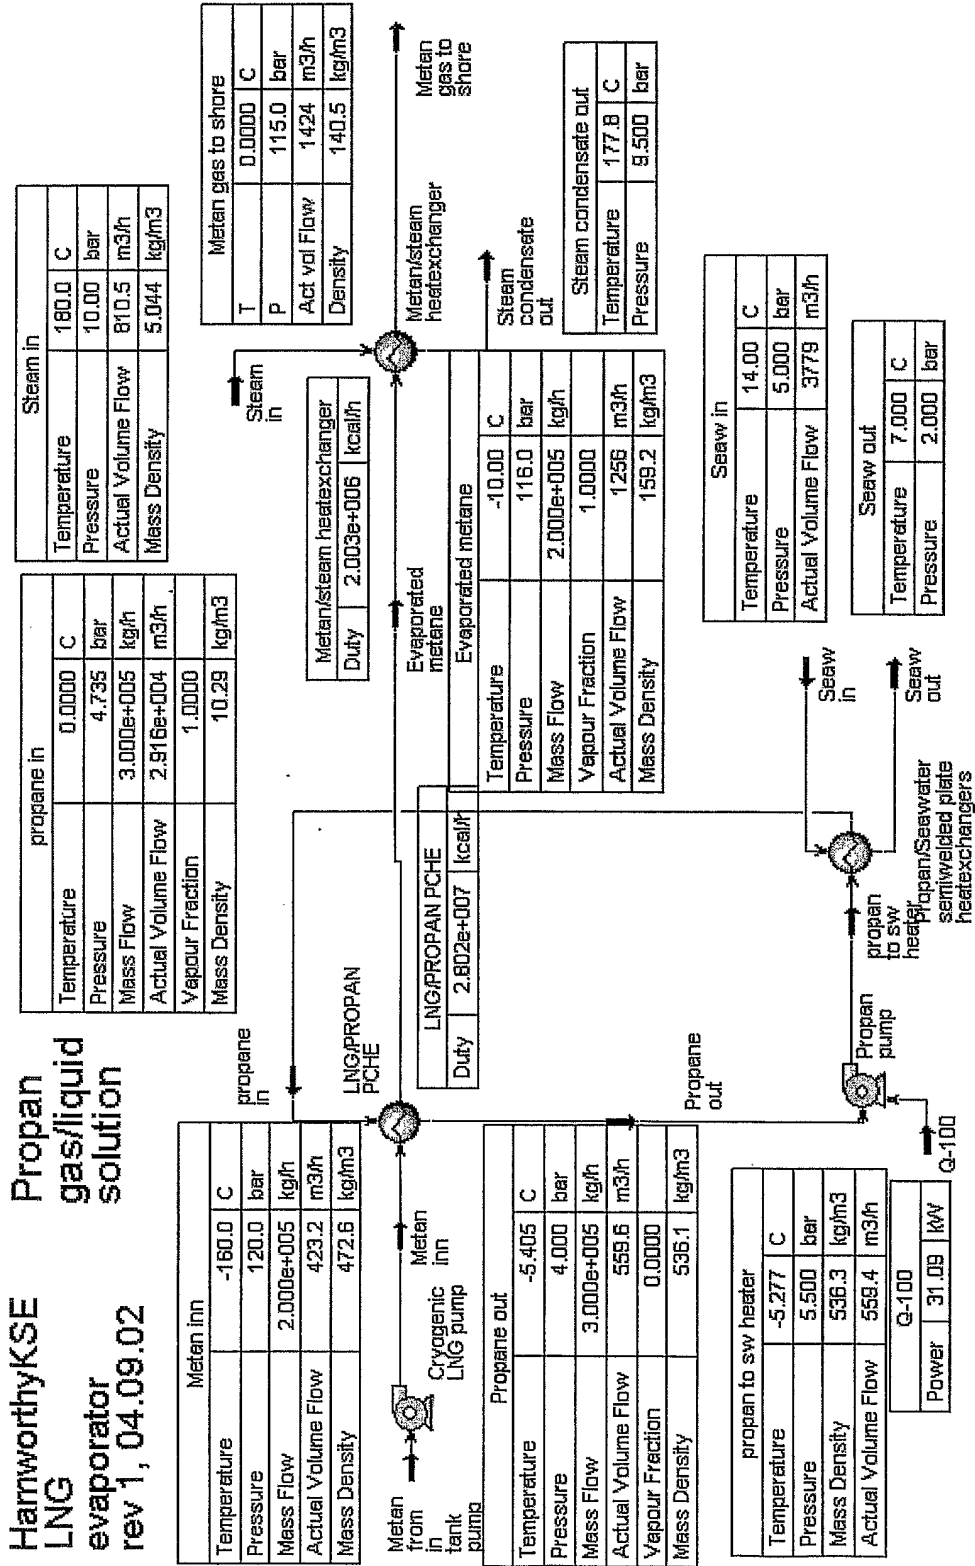 HamworthyKSE
LNG
evaporator
rev 1, 04.09.02
Propan
gas/liquid
solution
propane in
Temperature 0.0000 C
Pressure 4.735 bar
Mass Flow 3.000e+005 kg/h
Actual Volume Flow 2.916e+004 m3/h
Vapour Fraction 1.0000
Mass Density 10.29 kg/m3
Steam in
Temperature 180.0 C
Pressure 10.00 bar
Actual Volume Flow 810.5 m3/h
Mass Density 5.044 kg/m3
Metan inn
Temperature -160.0 C
Pressure 120.0 bar
Mass Flow 2.000e+005 kg/h
Actual Volume Flow 423.2 m3/h
Mass Density 472.6 kg/m3
propane
in
LNG/PROPAN
PCHE
Metan/steam heatexchanger
Duty 2.003e+006 kcal/h
Steam
in
Metan gas to shore
T 0.0000 C
P 115.0 bar
Act vol Flow 1424 m3/h
Density 140.5 kg/m3
Metan
from
in
tank
pump
Cryogenic
LNG pump
Metan
inn
LNG/PROPAN PCHE
Duty 2.802e+007 kcal/h
Evaporated
metane
Metan/steam
heatexchanger
Metan
gas to
shore
Evaporated metane
Temperature -10.00 C
Pressure 116.0 bar
Mass Flow 2.000e+005 kg/h
Vapour Fraction 1.0000
Actual Volume Flow 1256 m3/h
Mass Density 159.2 kg/m3
Steam
condensate
out
Steam condensate out
Temperature 177.8 C
Pressure 9.500 bar
Propane out
Temperature -5.405 C
Pressure 4.000 bar
Mass Flow 3.000e+005 kg/h
Actual Volume Flow 559.6 m3/h
Vapour Fraction 0.0000
Mass Density 536.1 kg/m3
Propane
out
propan to sw heater
Temperature -5.277 C
Pressure 5.500 bar
Mass Density 536.3 kg/m3
Actual Volume Flow 559.4 m3/h
Q-100
Power 31.09 kW
Q-100
Propan
pump
propan
to sw
heater
Propan/Seawater
semiwelded plate
heatexchangers
Seaw
in
Seaw
out
Seaw in
Temperature 14.00 C
Pressure 5.000 bar
Actual Volume Flow 3779 m3/h
Seaw out
Temperature 7.000 C
Pressure 2.000 bar